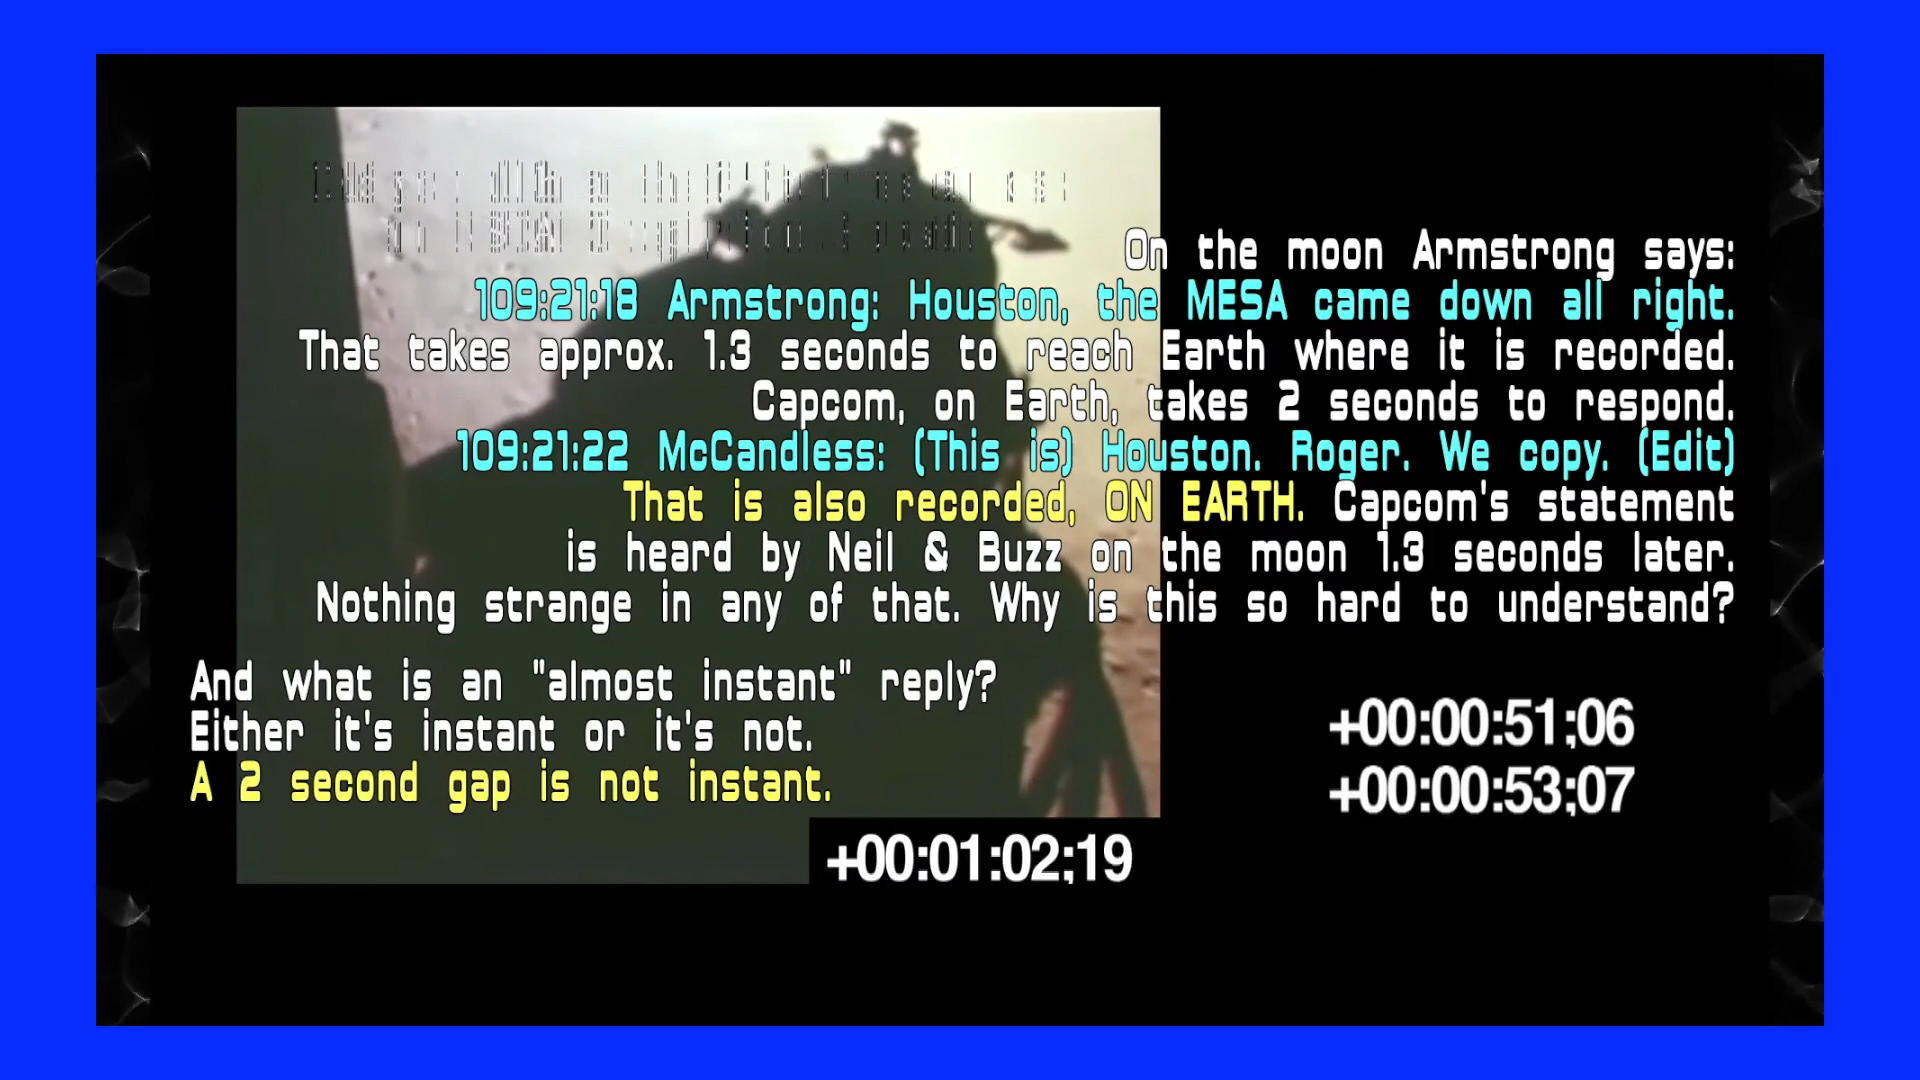 On the moon Armstrong says:
109:21:18 Armstrong: Houston, the MESA came down all right.
That takes approx. 1.3 seconds to reach Earth where it is recorded.
Capcom, on Earth, takes 2 seconds to respond.
109:21:22 McCandless: (This is) Houston. Roger. We copy. (Edit)
That is also recorded, ON EARTH. Capcom's statement
is heard by Neil & Buzz on the moon 1.3 seconds later.
Nothing strange in any of that. Why is this so hard to understand?
And what is an "almost instant" reply?
Either it's instant or it's not.
A 2 second gap is not instant.
+00:00:51;06
+00:00:53;07
+00:01:02;19